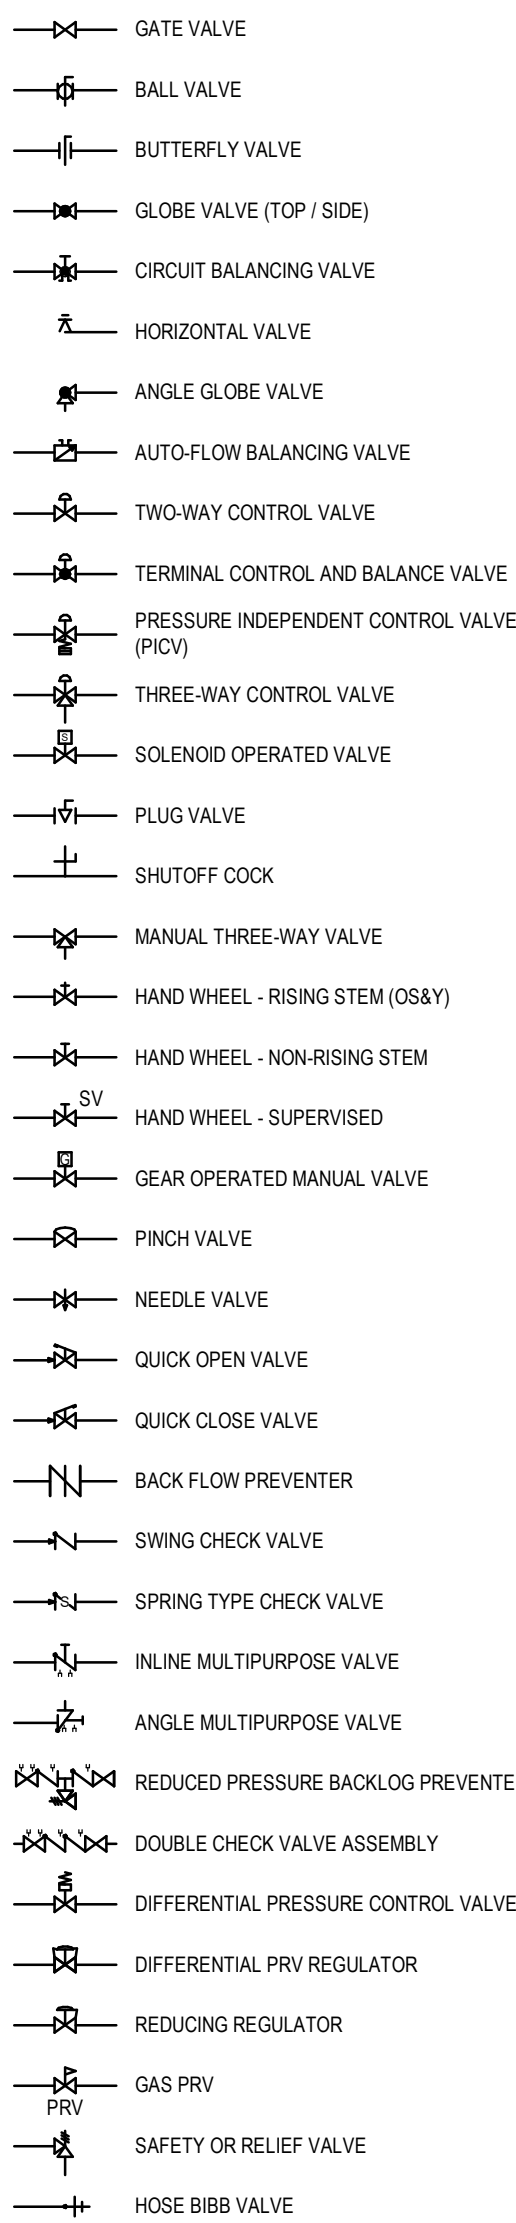 GATE VALVE
BALL VALVE
BUTTERFLY VALVE
GLOBE VALVE (TOP / SIDE)
CIRCUIT BALANCING VALVE
HORIZONTAL VALVE
ANGLE GLOBE VALVE
AUTO-FLOW BALANCING VALVE
TWO-WAY CONTROL VALVE
TERMINAL CONTROL AND BALANCE VALVE
PRESSURE INDEPENDENT CONTROL VALVE
(PICV)
THREE-WAY CONTROL VALVE
S
SOLENOID OPERATED VALVE
PLUG VALVE
SHUTOFF COCK
MANUAL THREE-WAY VALVE
HAND WHEEL - RISING STEM (OS&Y)
HAND WHEEL - NON-RISING STEM
SV
HAND WHEEL - SUPERVISED
G
GEAR OPERATED MANUAL VALVE
PINCH VALVE
NEEDLE VALVE
QUICK OPEN VALVE
QUICK CLOSE VALVE
BACK FLOW PREVENTER
SWING CHECK VALVE
S
SPRING TYPE CHECK VALVE
INLINE MULTIPURPOSE VALVE
ANGLE MULTIPURPOSE VALVE
REDUCED PRESSURE BACKLOG PREVENTE
DOUBLE CHECK VALVE ASSEMBLY
DIFFERENTIAL PRESSURE CONTROL VALVE
DIFFERENTIAL PRV REGULATOR
REDUCING REGULATOR
GAS PRV
PRV
SAFETY OR RELIEF VALVE
HOSE BIBB VALVE